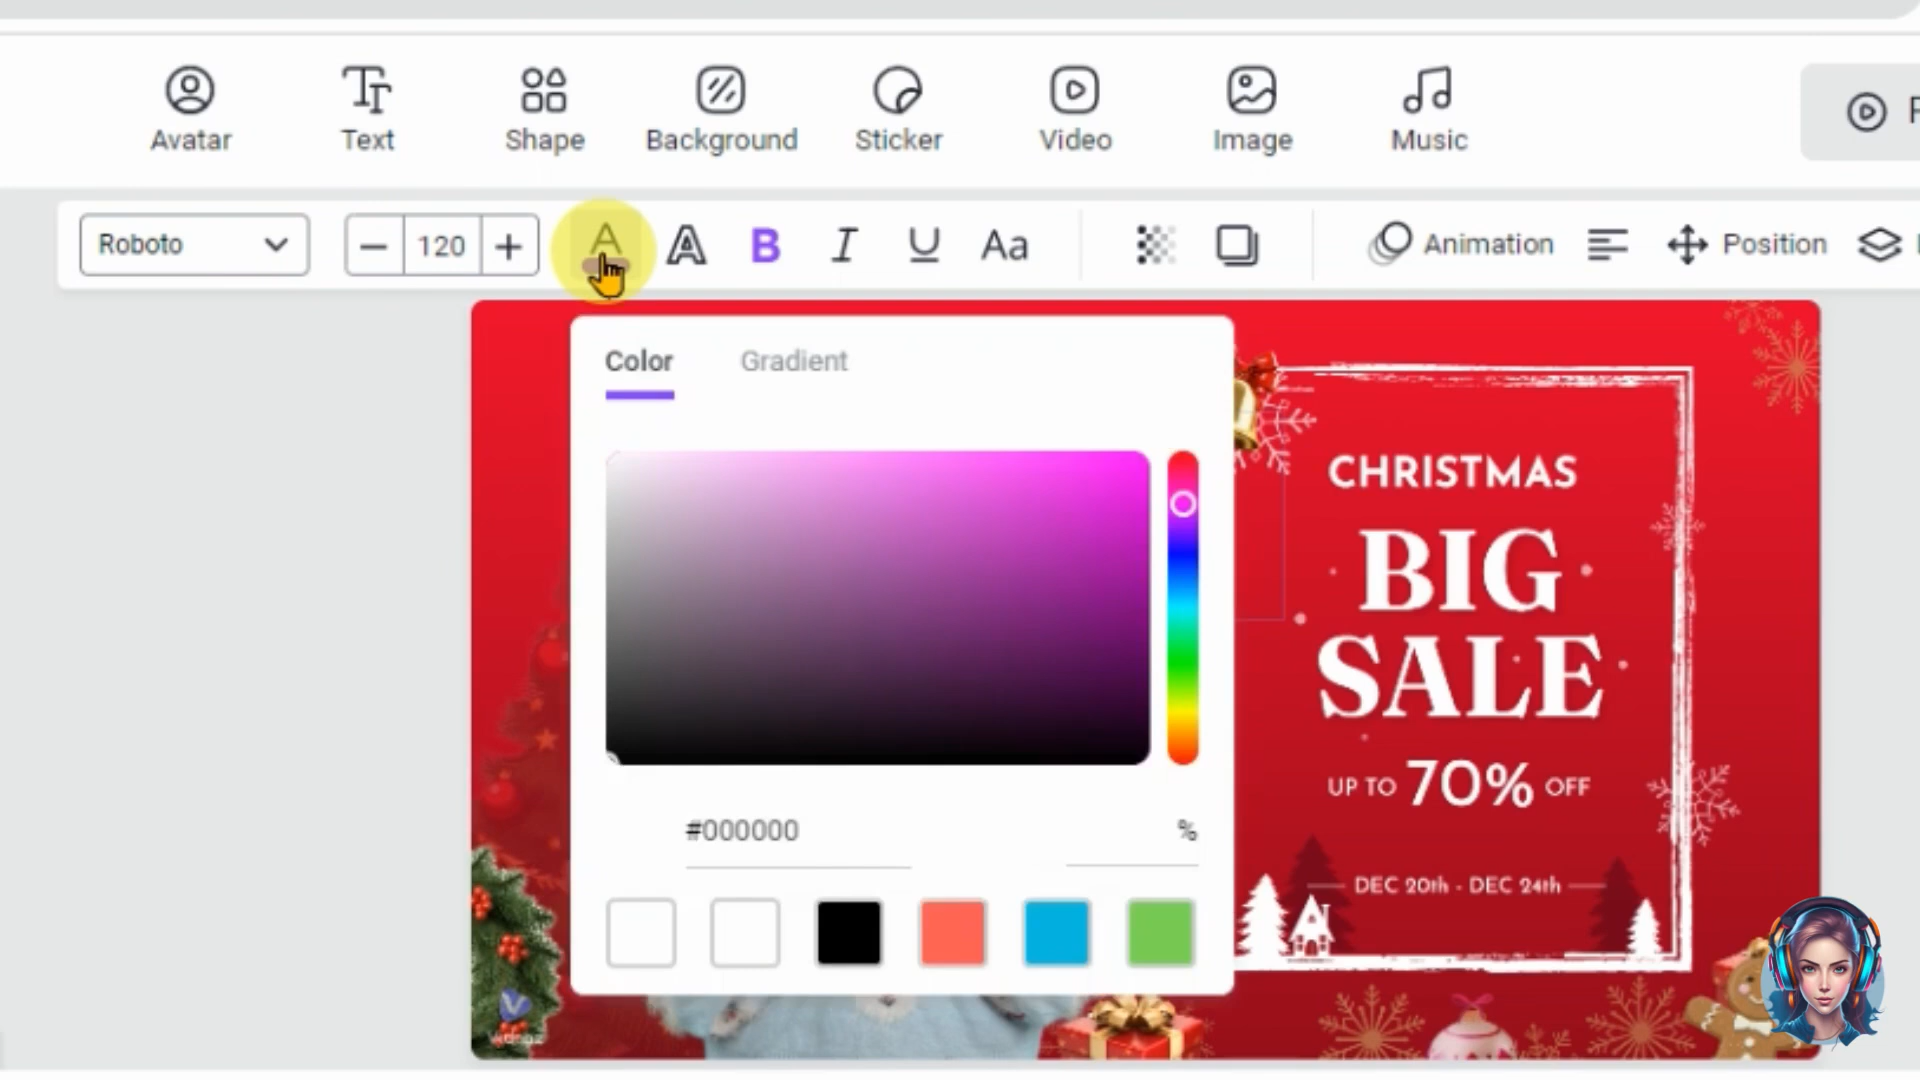 Avatar
Text
Shape
Background
Sticker
Video
Image
Music
Roboto
120
A
A
B
I
U
Aa
Animation
Position
Color
Gradient
#000000
%
CHRISTMAS
BIG
SALE
UP TO 70% OFF
DEC 20th - DEC 24th